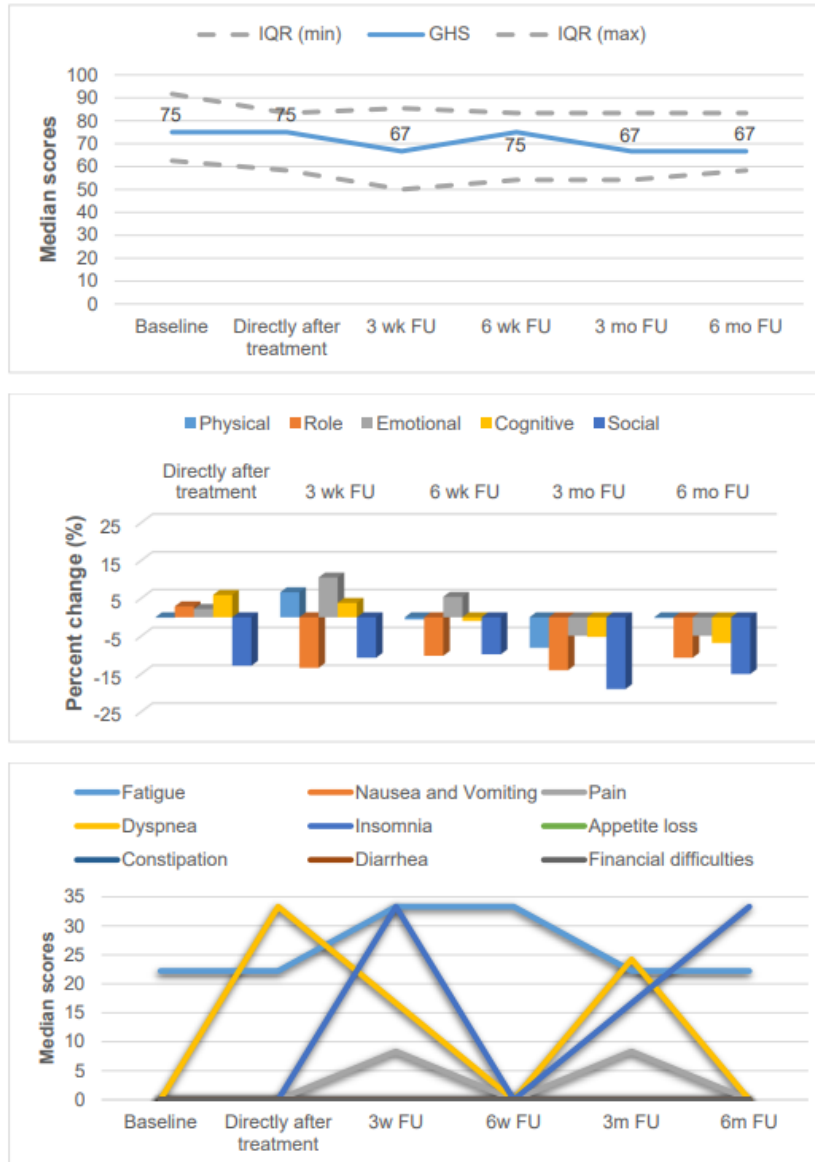 IQR (min) GHS IQR (max)
Median scores
100
90
80
70
60
50
40
30
20
10
0
75 75 67 75 67 67
Baseline Directly after treatment 3 wk FU 6 wk FU 3 mo FU 6 mo FU
Physical Role Emotional Cognitive Social
Directly after treatment 3 wk FU 6 wk FU 3 mo FU 6 mo FU
Percent change (%)
25
15
5
-5
-15
-25
Fatigue Nausea and Vomiting Pain
Dyspnea Insomnia Appetite loss
Constipation Diarrhea Financial difficulties
Median scores
35
30
25
20
15
10
5
0
Baseline Directly after treatment 3w FU 6w FU 3m FU 6m FU